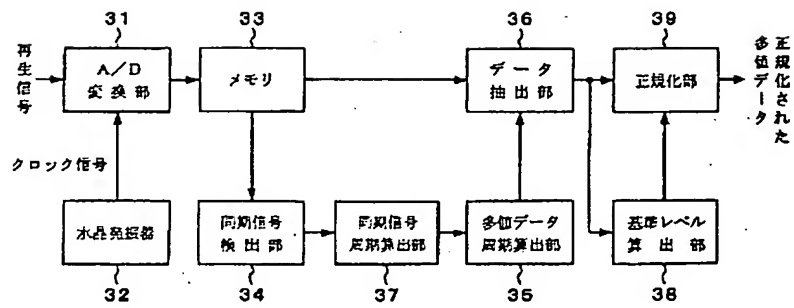 31
33
36
39
再生信号
A/D
変換部
メモリ
データ
抽出部
正規化部
正規化された
多値データ
クロック信号
水晶発振器
同期信号
検出部
同期信号
周期算出部
多値データ
周期算出部
基準レベル
算出部
32
34
37
35
38